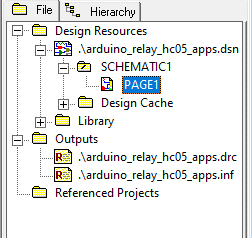 File Hierarchy
Design Resources
.\arduino_relay_hc05_apps.dsn
SCHEMATIC1
PAGE1
Design Cache
Library
Outputs
.\arduino_relay_hc05_apps.drc
.\arduino_relay_hc05_apps.inf
Referenced Projects